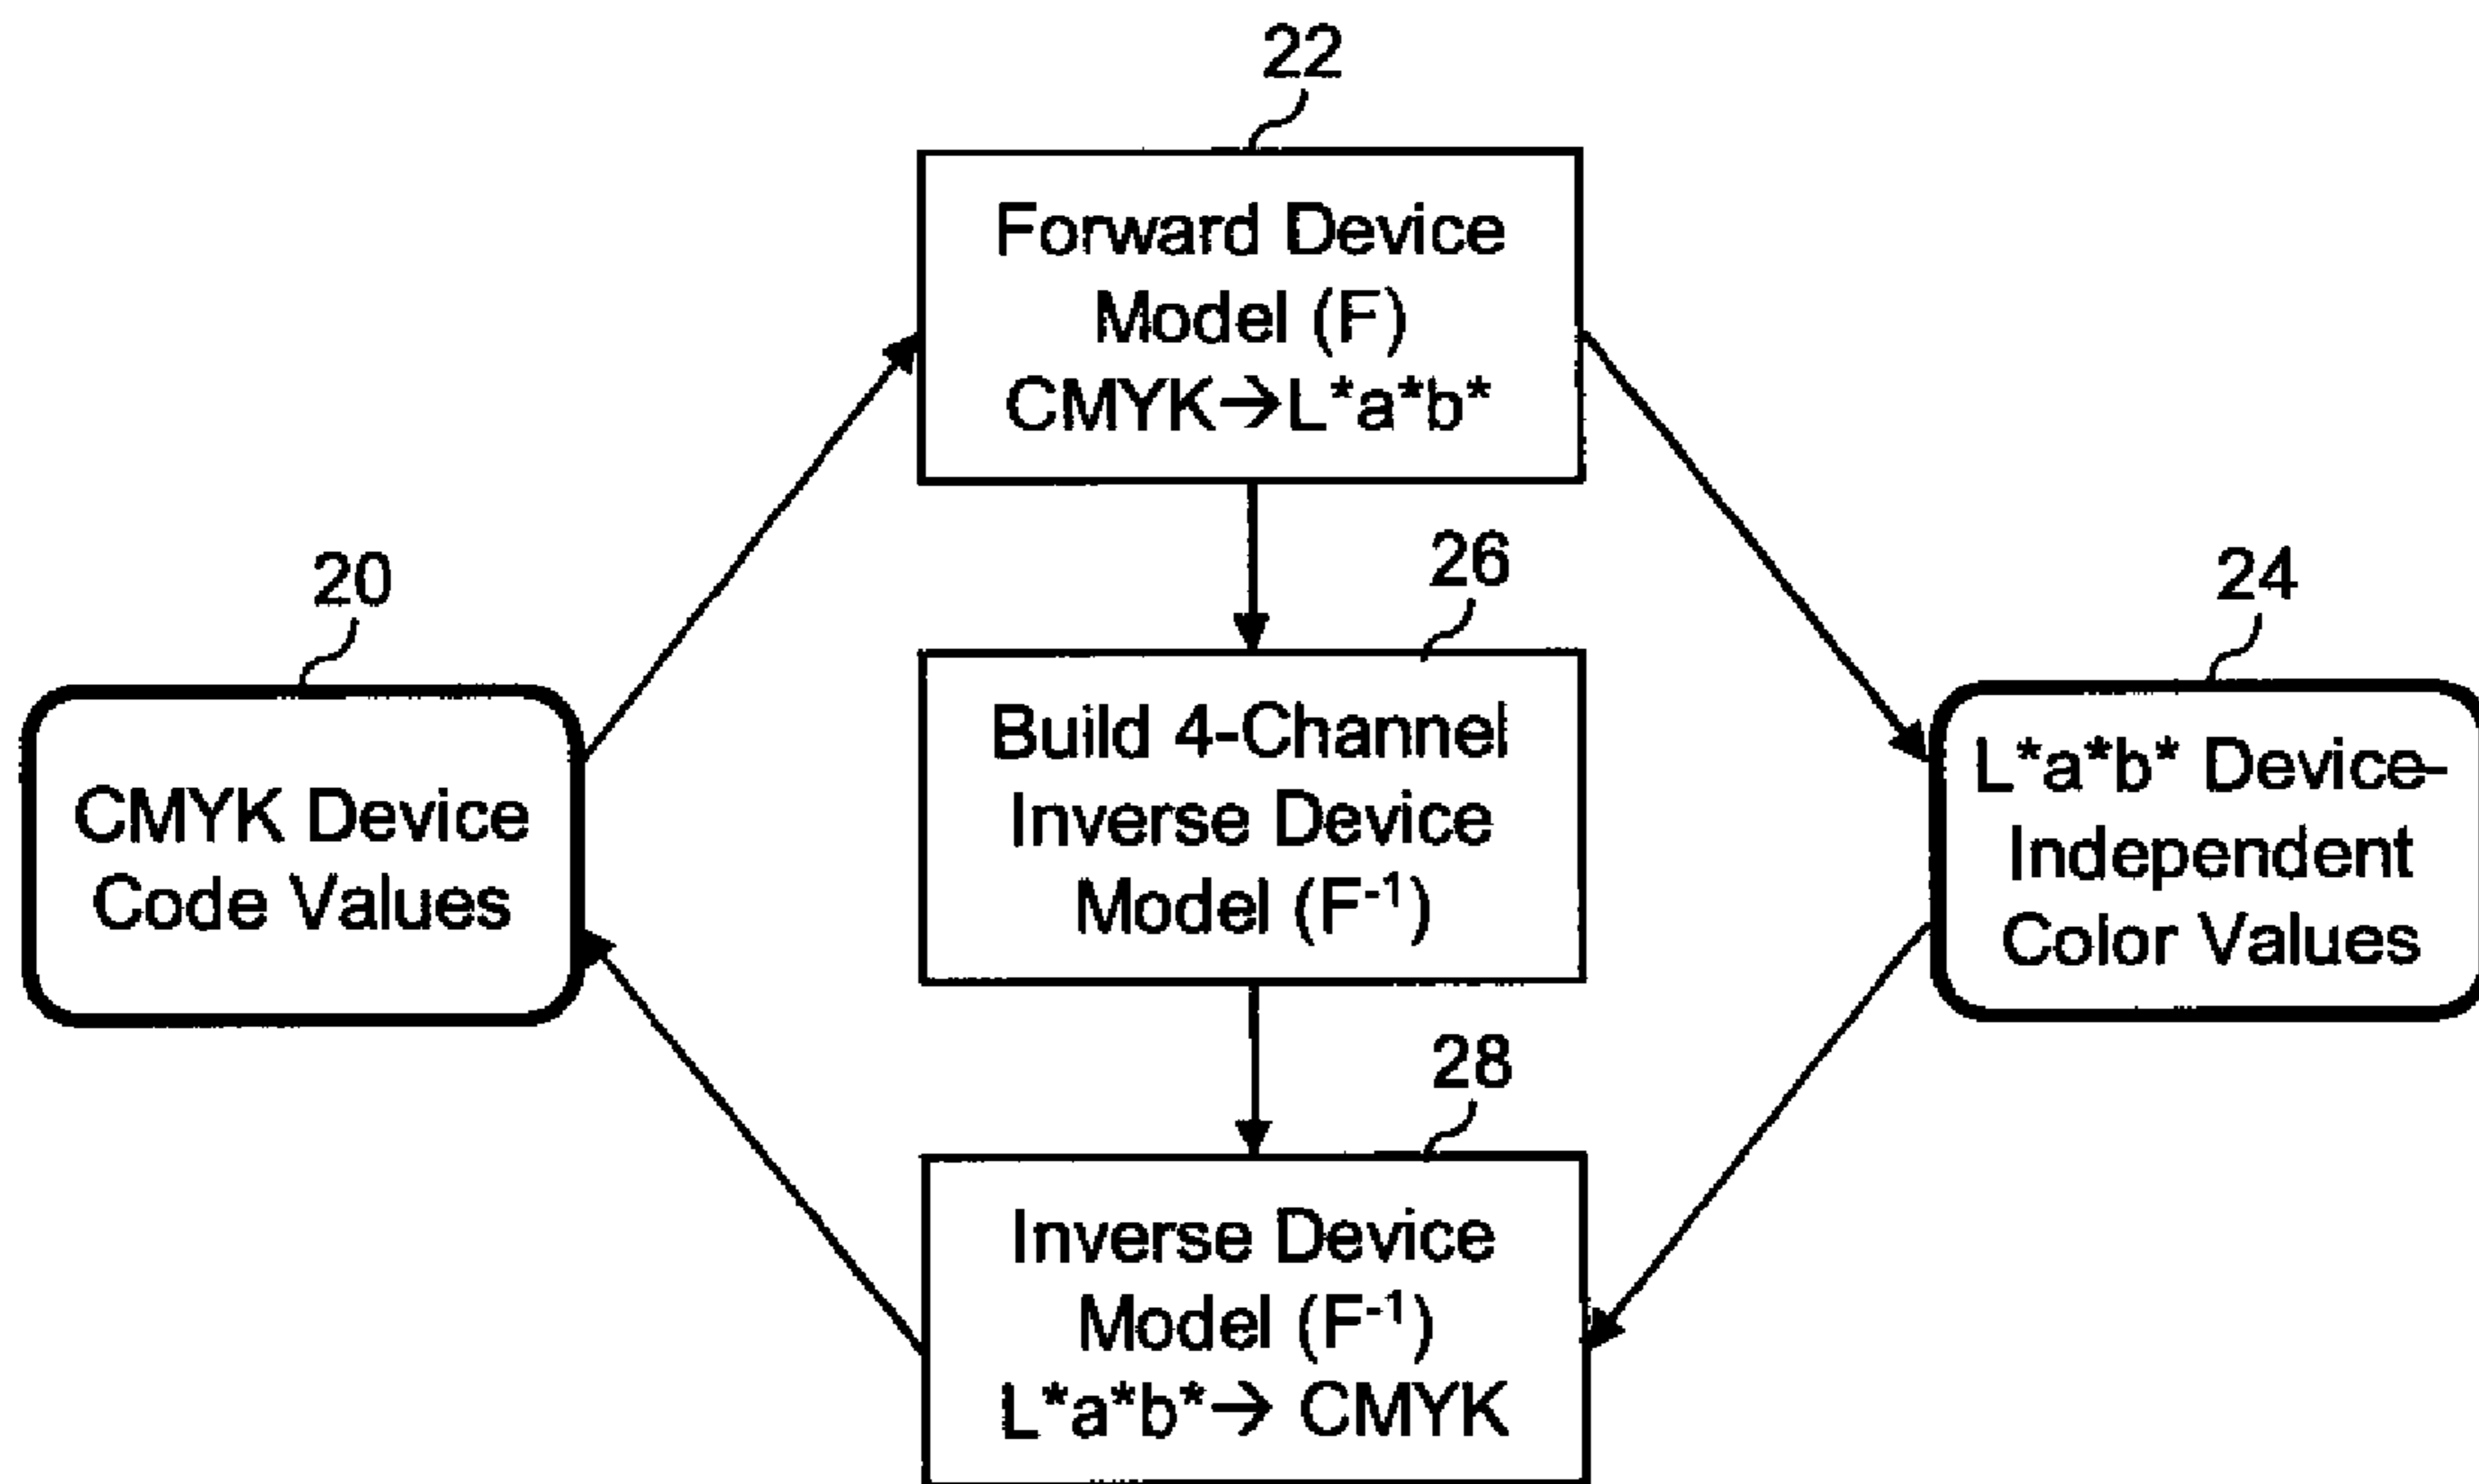 22
Forward Device
Model (F)
CMYK→L*a*b*
20
CMYK Device
Code Values
26
Build 4-Channel
Inverse Device
Model (F-1)
24
L*a*b* Device-
Independent
Color Values
28
Inverse Device
Model (F-1)
L*a*b*→ CMYK